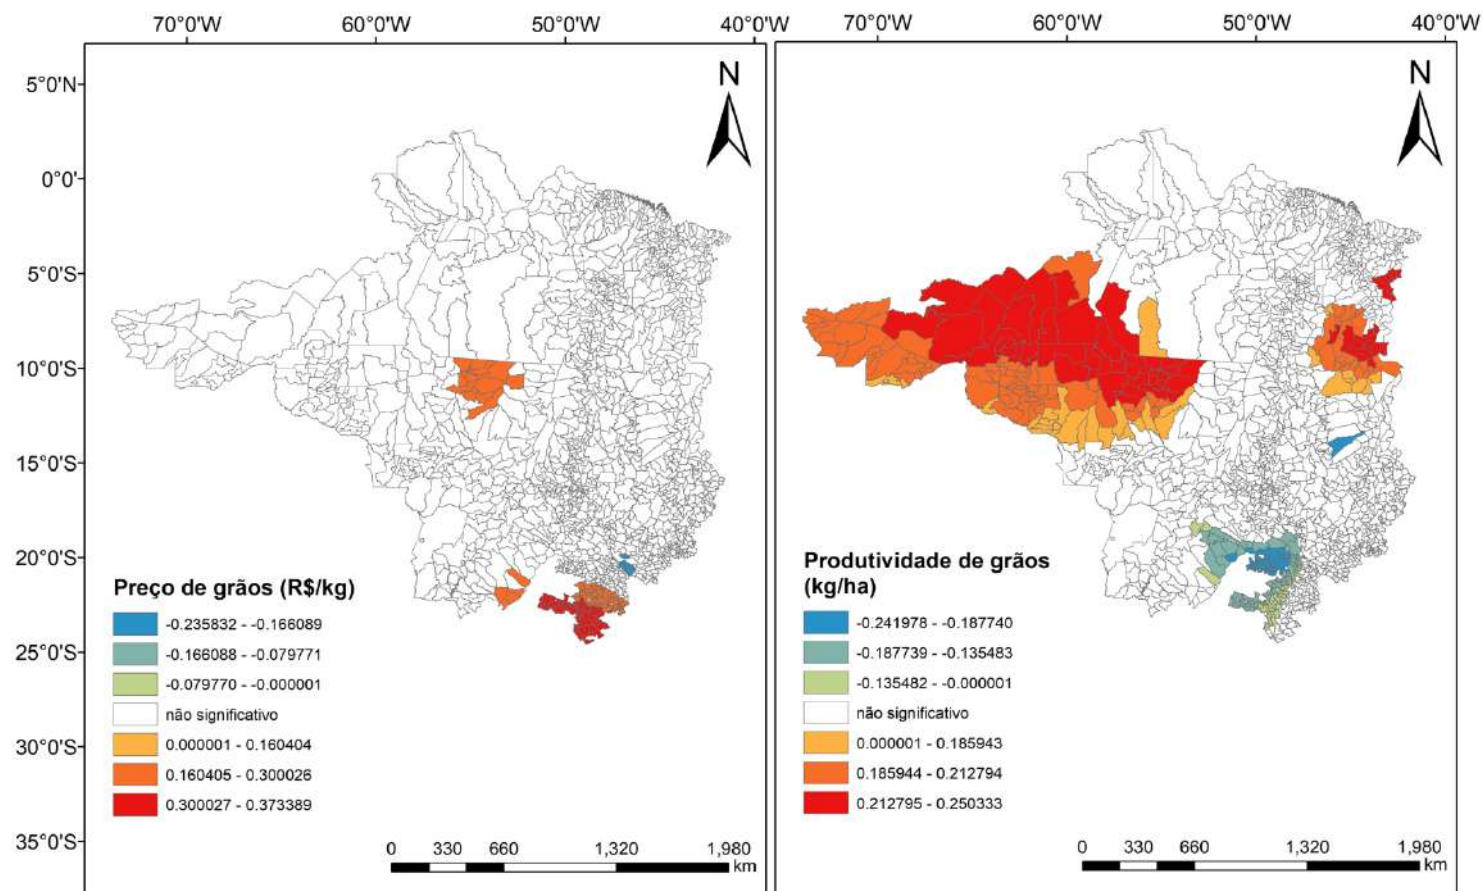 70°0'W 60°0'W 50°0'W 40°0'W
70°0'W 60°0'W 50°0'W 40°0'W
5°0'N
0°0'
5°0'S
10°0'S
15°0'S
20°0'S
25°0'S
30°0'S
35°0'S
N
Preço de grãos (R$/kg)
-0.235832 - -0.166089
-0.166088 - -0.079771
-0.079770 - -0.000001
não significativo
0.000001 - 0.160404
0.160405 - 0.300026
0.300027 - 0.373389
0 330 660 1,320 1,980
km
N
Produtividade de grãos
(kg/ha)
-0.241978 - -0.187740
-0.187739 - -0.135483
-0.135482 - -0.000001
não significativo
0.000001 - 0.185943
0.185944 - 0.212794
0.212795 - 0.250333
0 330 660 1,320 1,980
km